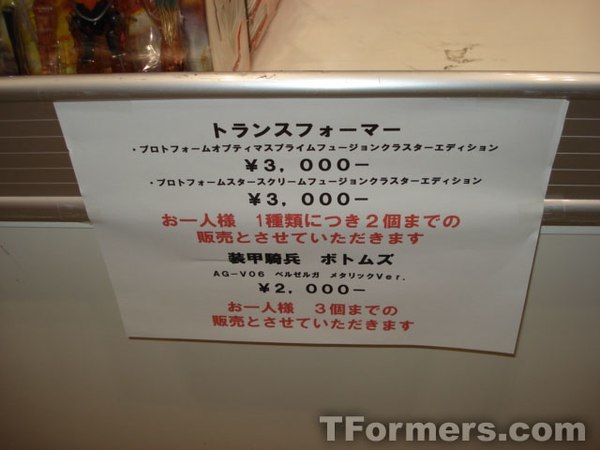 トランスフォーマー
・プロトフォームオプティマスプライムフュージョンクラスターエディション
¥3,000−
・プロトフォームスタースクリームフュージョンクラスターエディション
¥3,000−
お一人様　1種類につき2個までの
販売とさせていただきます
装甲騎兵　ボトムズ
AG−V06　ベルゼルガ　メタリックVer.
¥2,000−
お一人様　3個までの
販売とさせていただきます
TFormers.com